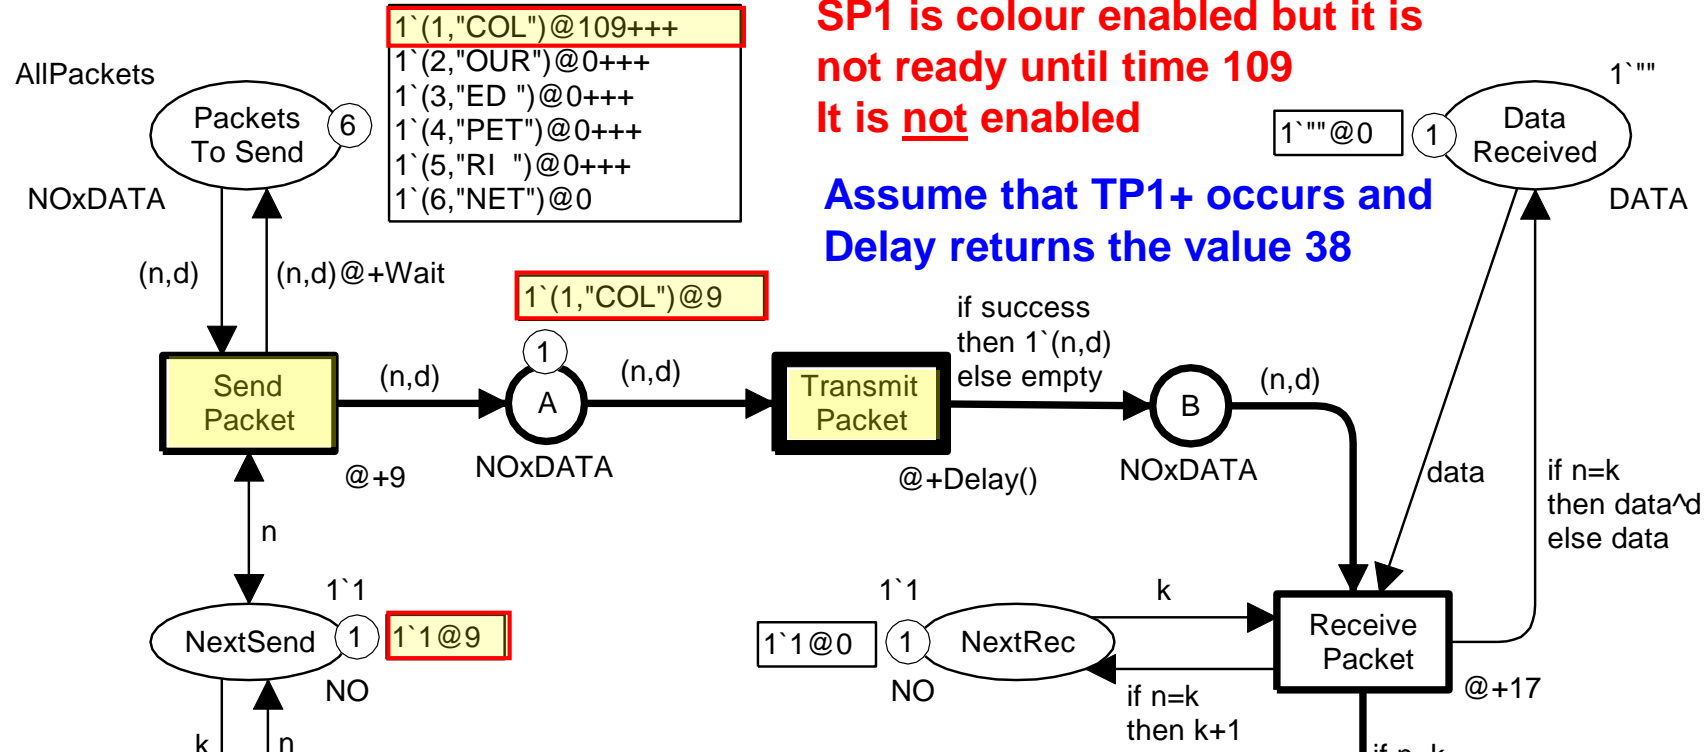 1`(1,"COL")@109+++
1`(2,"OUR")@0+++
1`(3,"ED ")@0+++
1`(4,"PET")@0+++
1`(5,"RI  ")@0+++
1`(6,"NET")@0
SP1 is colour enabled but it is
not ready until time 109
It is not enabled
Assume that TP1+ occurs and
Delay returns the value 38
AllPackets
Packets
To Send
6
NOxDATA
1`""
1`""@0
1
Data
Received
DATA
(n,d)
(n,d)@+Wait
1`(1,"COL")@9
if success
then 1`(n,d)
else empty
Send
Packet
(n,d)
1
A
(n,d)
Transmit
Packet
B
(n,d)
@+9
NOxDATA
@+Delay()
NOxDATA
data
if n=k
then data^d
else data
n
1`1
NextSend
1
1`1@9
NO
1`1
1`1@0
1
NextRec
NO
k
Receive
Packet
@+17
if n=k
then k+1
k
n
if n=k